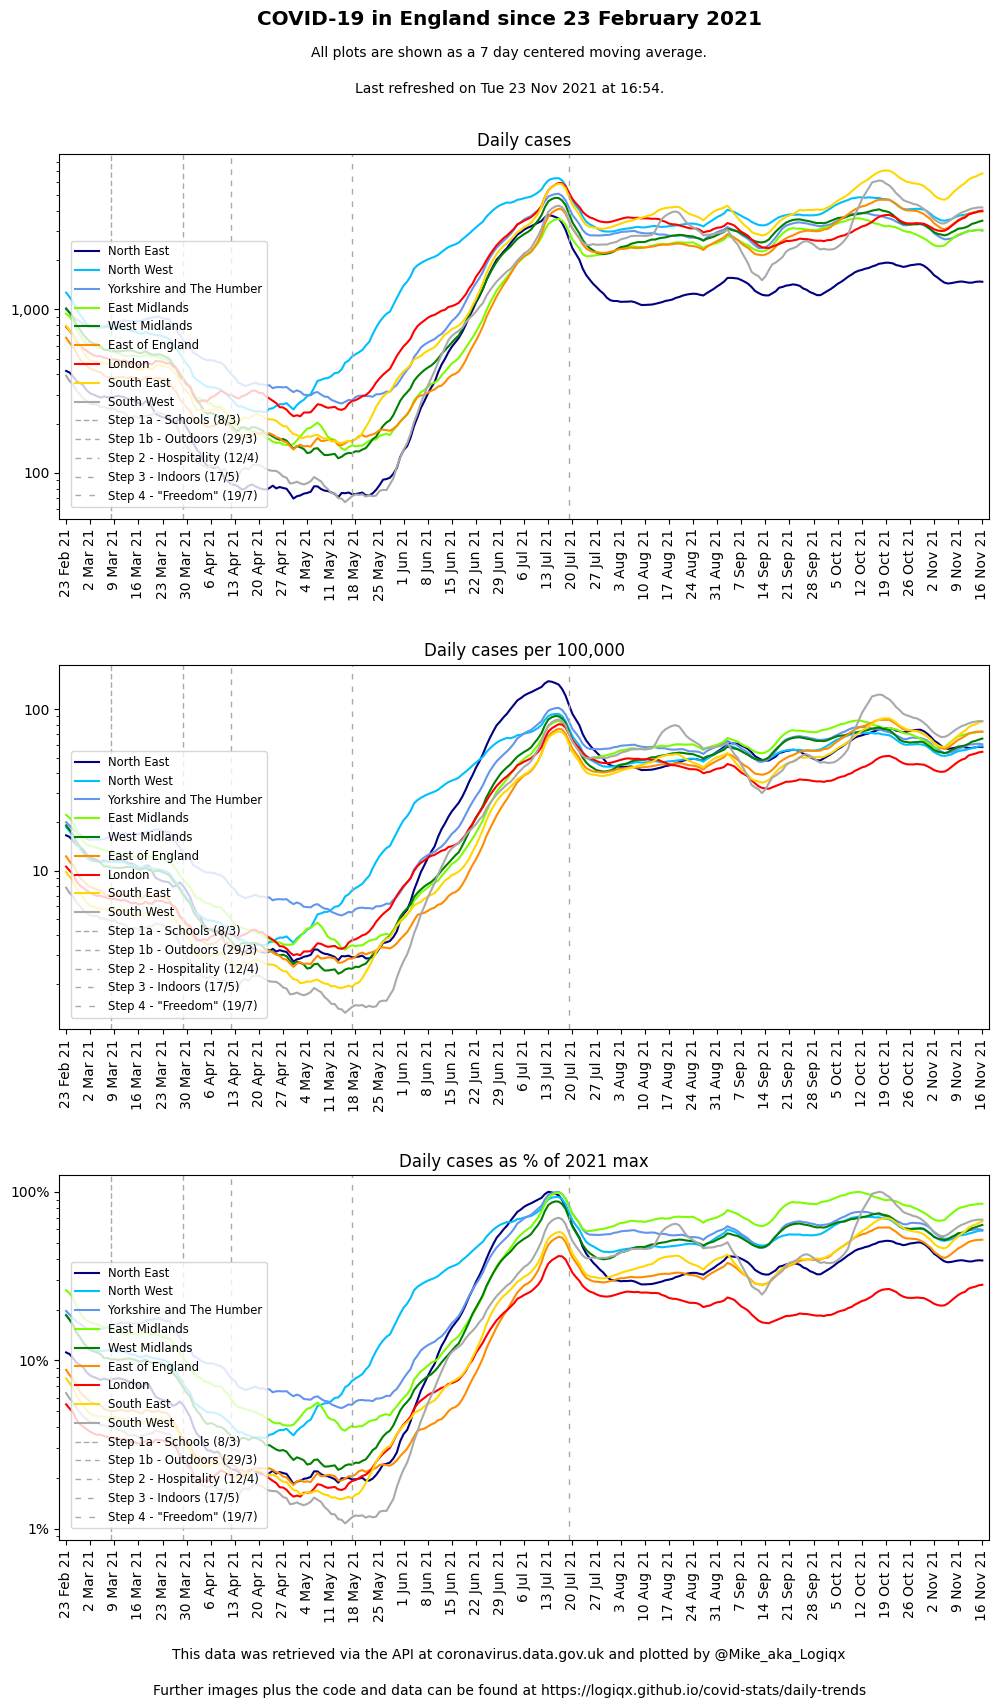 COVID-19 in England since 23 February 2021
All plots are shown as a 7 day centered moving average.
Last refreshed on Tue 23 Nov 2021 at 16:54.
Daily cases
1,000
100
North East
North West
Yorkshire and The Humber
East Midlands
West Midlands
East of England
London
South East
South West
Step 1a - Schools (8/3)
Step 1b - Outdoors (29/3)
Step 2 - Hospitality (12/4)
Step 3 - Indoors (17/5)
Step 4 - "Freedom" (19/7)
23 Feb 21
2 Mar 21
9 Mar 21
16 Mar 21
23 Mar 21
30 Mar 21
6 Apr 21
13 Apr 21
20 Apr 21
27 Apr 21
4 May 21
11 May 21
18 May 21
25 May 21
1 Jun 21
8 Jun 21
15 Jun 21
22 Jun 21
29 Jun 21
6 Jul 21
13 Jul 21
20 Jul 21
27 Jul 21
3 Aug 21
10 Aug 21
17 Aug 21
24 Aug 21
31 Aug 21
7 Sep 21
14 Sep 21
21 Sep 21
28 Sep 21
5 Oct 21
12 Oct 21
19 Oct 21
26 Oct 21
2 Nov 21
9 Nov 21
16 Nov 21
Daily cases per 100,000
100
10
North East
North West
Yorkshire and The Humber
East Midlands
West Midlands
East of England
London
South East
South West
Step 1a - Schools (8/3)
Step 1b - Outdoors (29/3)
Step 2 - Hospitality (12/4)
Step 3 - Indoors (17/5)
Step 4 - "Freedom" (19/7)
23 Feb 21
2 Mar 21
9 Mar 21
16 Mar 21
23 Mar 21
30 Mar 21
6 Apr 21
13 Apr 21
20 Apr 21
27 Apr 21
4 May 21
11 May 21
18 May 21
25 May 21
1 Jun 21
8 Jun 21
15 Jun 21
22 Jun 21
29 Jun 21
6 Jul 21
13 Jul 21
20 Jul 21
27 Jul 21
3 Aug 21
10 Aug 21
17 Aug 21
24 Aug 21
31 Aug 21
7 Sep 21
14 Sep 21
21 Sep 21
28 Sep 21
5 Oct 21
12 Oct 21
19 Oct 21
26 Oct 21
2 Nov 21
9 Nov 21
16 Nov 21
Daily cases as % of 2021 max
100%
10%
1%
North East
North West
Yorkshire and The Humber
East Midlands
West Midlands
East of England
London
South East
South West
Step 1a - Schools (8/3)
Step 1b - Outdoors (29/3)
Step 2 - Hospitality (12/4)
Step 3 - Indoors (17/5)
Step 4 - "Freedom" (19/7)
23 Feb 21
2 Mar 21
9 Mar 21
16 Mar 21
23 Mar 21
30 Mar 21
6 Apr 21
13 Apr 21
20 Apr 21
27 Apr 21
4 May 21
11 May 21
18 May 21
25 May 21
1 Jun 21
8 Jun 21
15 Jun 21
22 Jun 21
29 Jun 21
6 Jul 21
13 Jul 21
20 Jul 21
27 Jul 21
3 Aug 21
10 Aug 21
17 Aug 21
24 Aug 21
31 Aug 21
7 Sep 21
14 Sep 21
21 Sep 21
28 Sep 21
5 Oct 21
12 Oct 21
19 Oct 21
26 Oct 21
2 Nov 21
9 Nov 21
16 Nov 21
This data was retrieved via the API at coronavirus.data.gov.uk and plotted by @Mike_aka_Logiqx
Further images plus the code and data can be found at https://logiqx.github.io/covid-stats/daily-trends